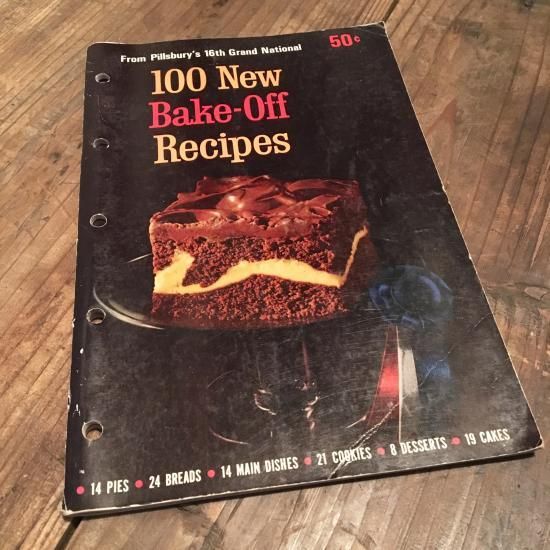 From Pillsbury's 16th Grand National
50¢
100 New
Bake-Off
Recipes
• 14 PIES • 24 BREADS • 14 MAIN DISHES • 21 COOKIES • 8 DESSERTS • 19 CAKES